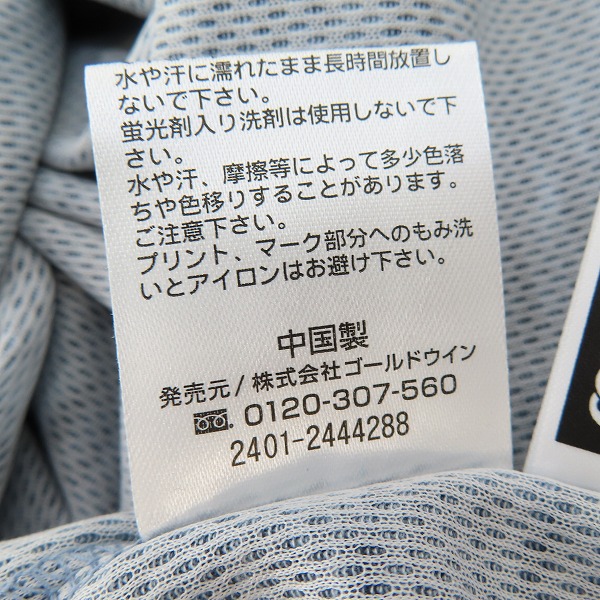 水や汗に濡れたまま長時間放置し
ないで下さい。
蛍光剤入り洗剤は使用しないで下
さい。
水や汗、摩擦等によって多少色落
ちや色移りすることがあります。
ご注意下さい。
プリント、マーク部分へのもみ洗
いとアイロンはお避け下さい。
中国製
発売元/株式会社ゴールドウイン
0120-307-560
2401-2444288